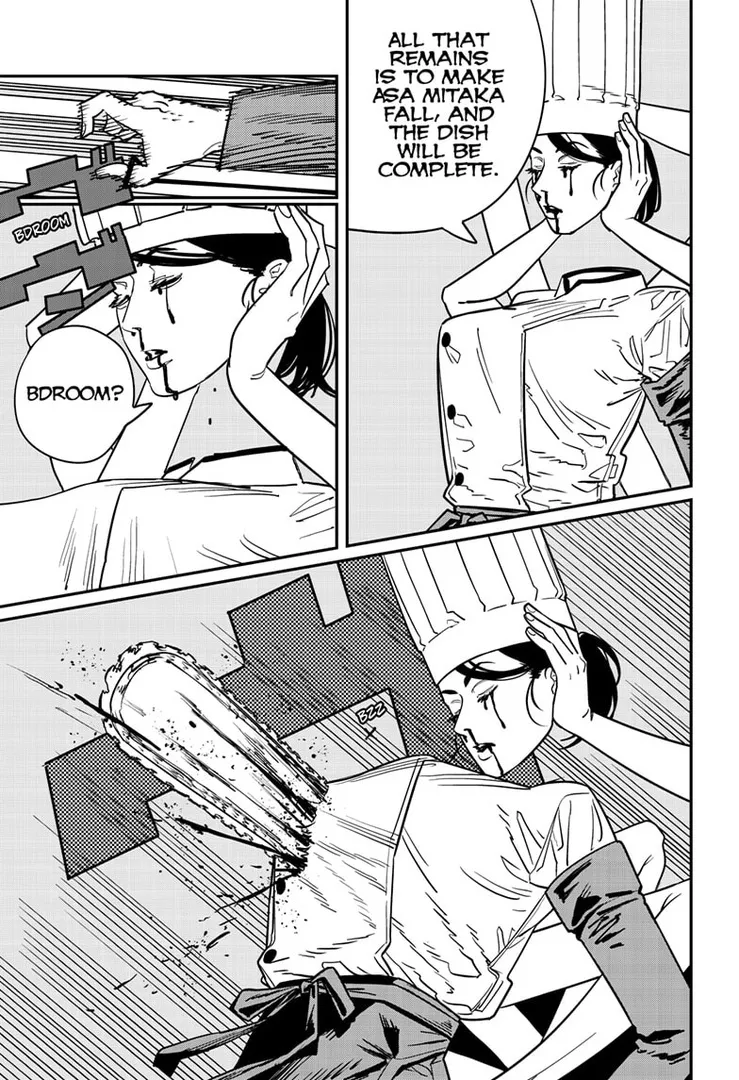 ALL THAT
REMAINS
IS TO MAKE
ASA MITAKA
FALL, AND
THE DISH
WILL BE
COMPLETE.
BDROOM
BDROOM?
BZZ